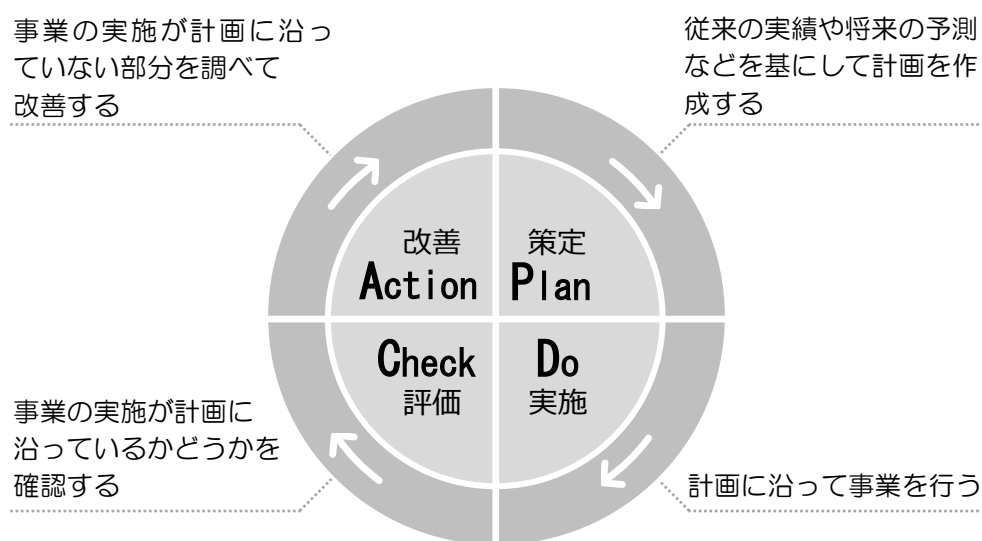 事業の実施が計画に沿っ
ていない部分を調べて
改善する
従来の実績や将来の予測
などを基にして計画を作
成する
改善
Action
策定
Plan
Check
評価
Do
実施
事業の実施が計画に
沿っているかどうかを
確認する
計画に沿って事業を行う